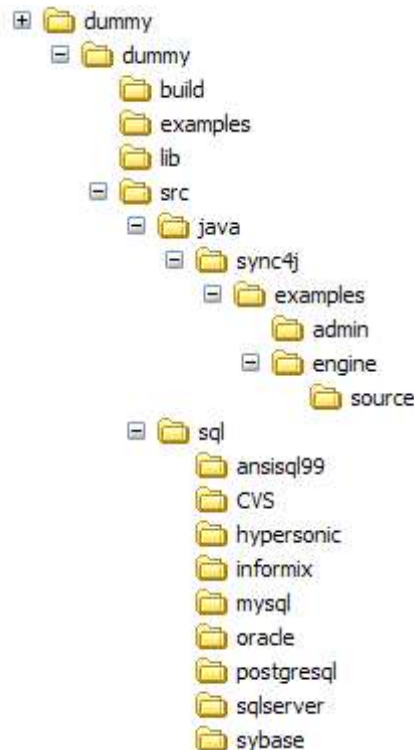 dummy
dummy
build
examples
lib
src
java
sync4j
examples
admin
engine
source
sql
ansisql99
CVS
hypersonic
informix
mysql
oracle
postgresql
sqlserver
sybase